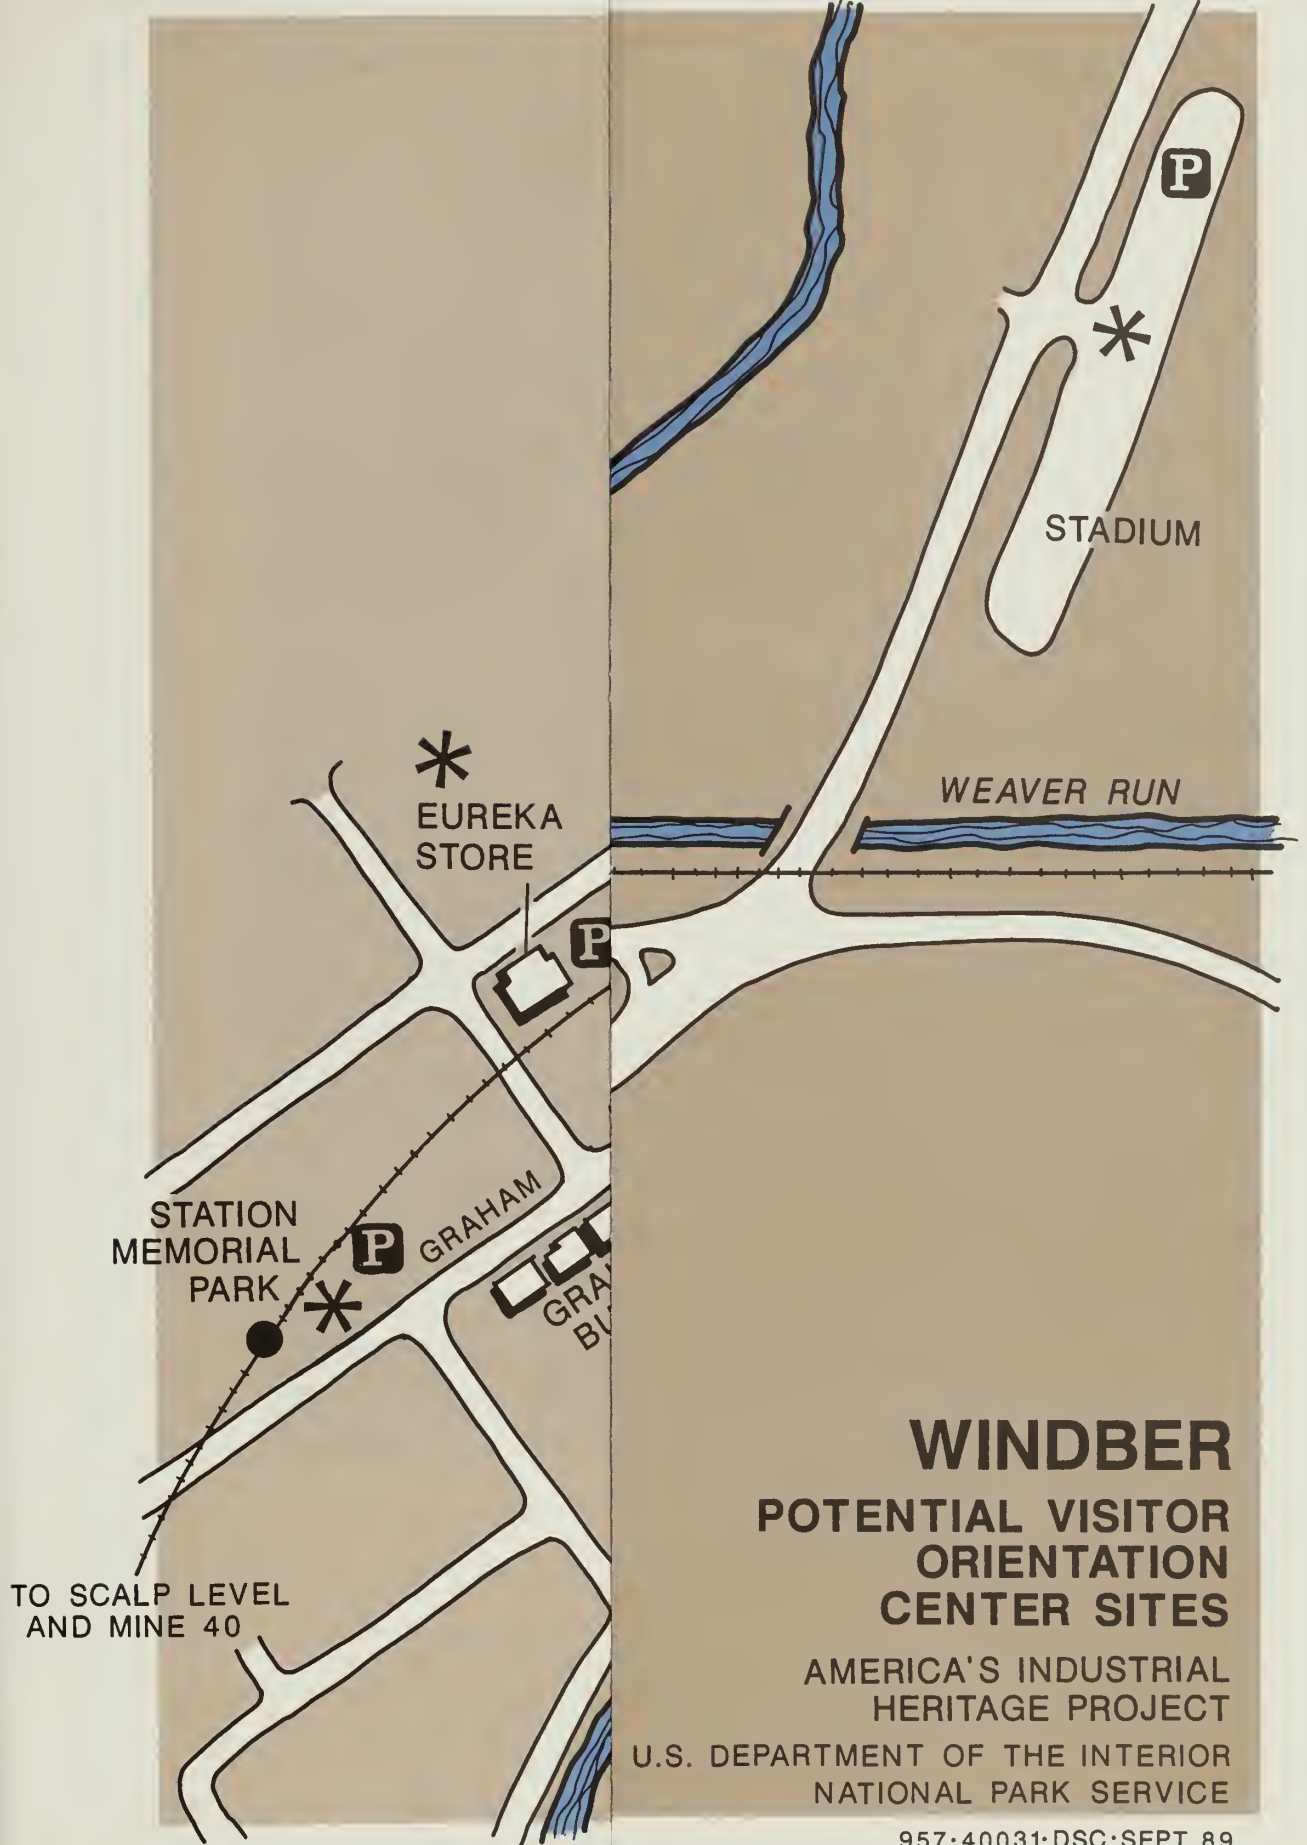 P
STADIUM
WEAVER RUN
EUREKA
STORE
P
STATION
MEMORIAL
PARK
P
GRAHAM
TO SCALP LEVEL
AND MINE 40
WINDBER
POTENTIAL VISITOR
ORIENTATION
CENTER SITES
AMERICA'S INDUSTRIAL
HERITAGE PROJECT
U.S. DEPARTMENT OF THE INTERIOR
NATIONAL PARK SERVICE
957·40031·DSC·SEPT 89